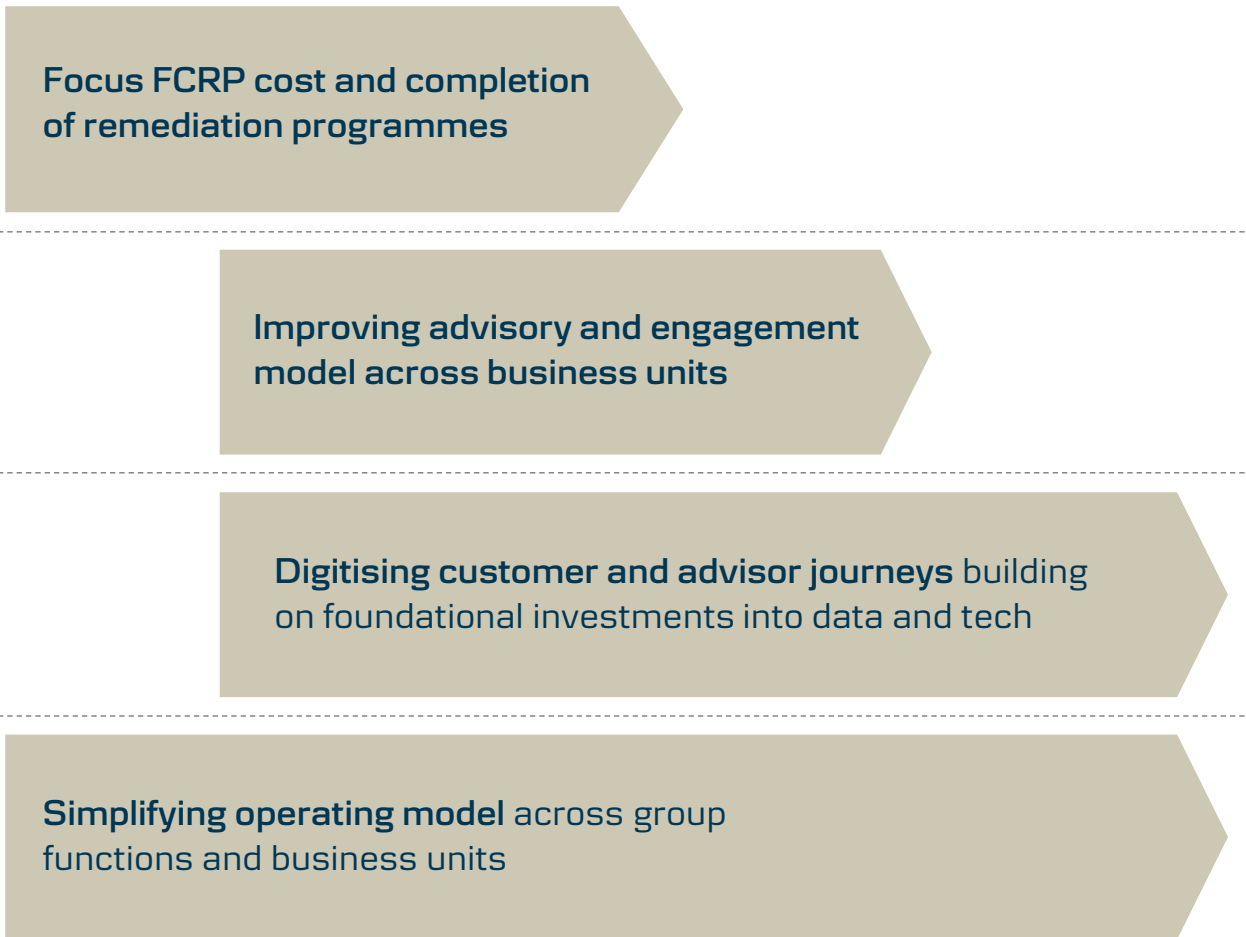 Focus FCRP cost and completion
of remediation programmes
Improving advisory and engagement
model across business units
Digitising customer and advisor journeys building
on foundational investments into data and tech
Simplifying operating model across group
functions and business units